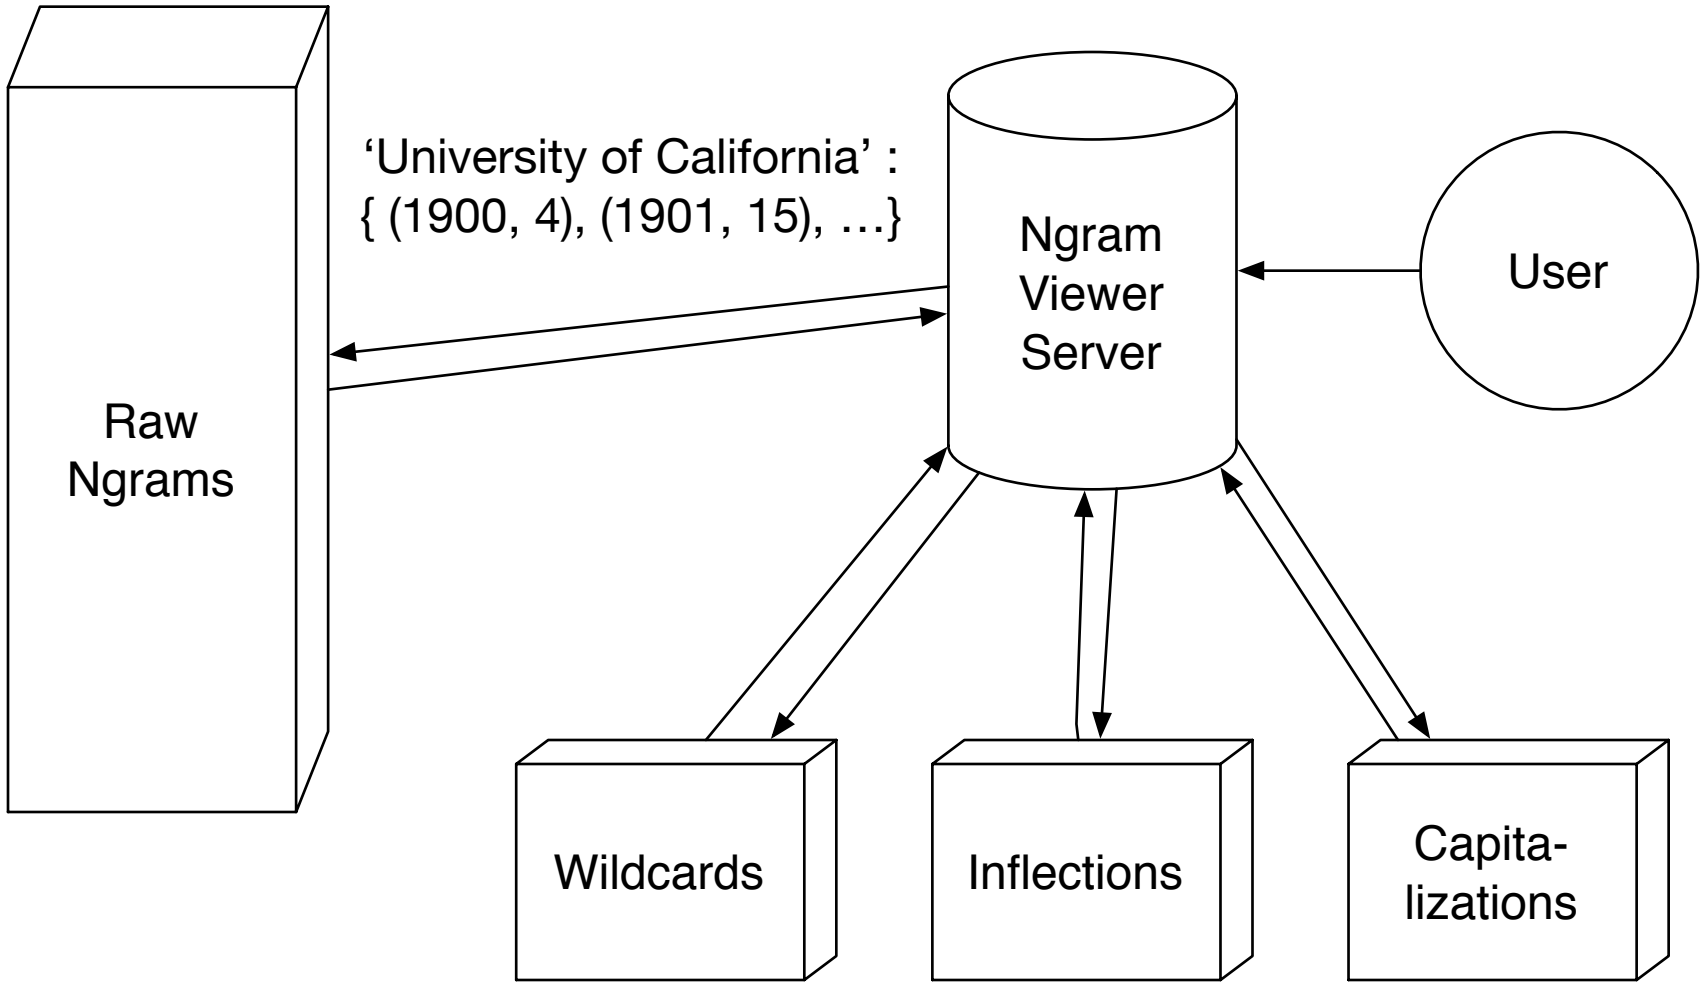 ‘University of California’ :
{ (1900, 4), (1901, 15), …}
Raw
Ngrams
Ngram
Viewer
Server
User
Wildcards
Inflections
Capita-
lizations